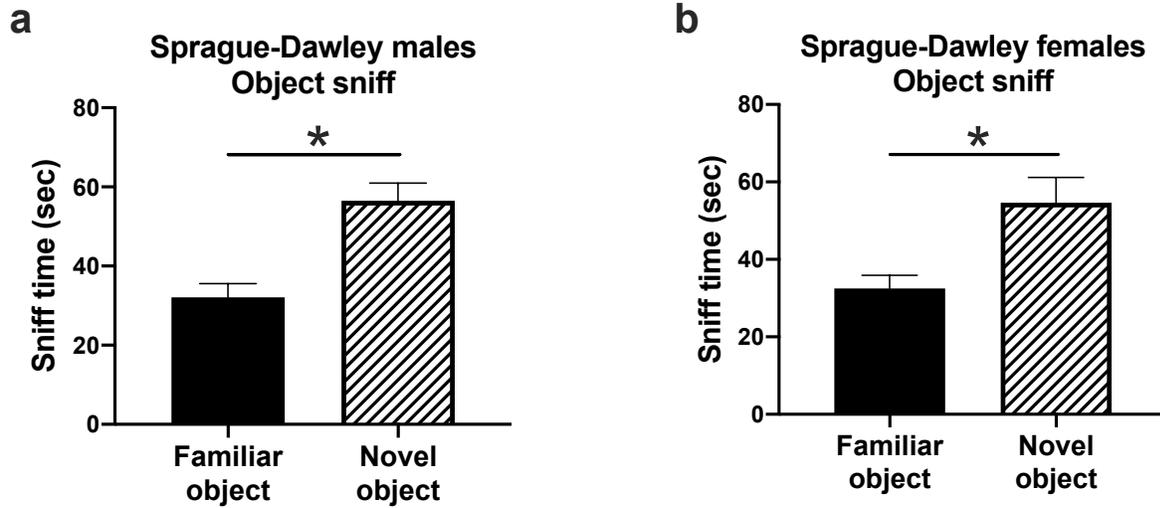 a
Sprague-Dawley males
Object sniff
80
60
40
20
0
Sniff time (sec)
*
Familiar
object
Novel
object
b
Sprague-Dawley females
Object sniff
80
60
40
20
0
Sniff time (sec)
*
Familiar
object
Novel
object